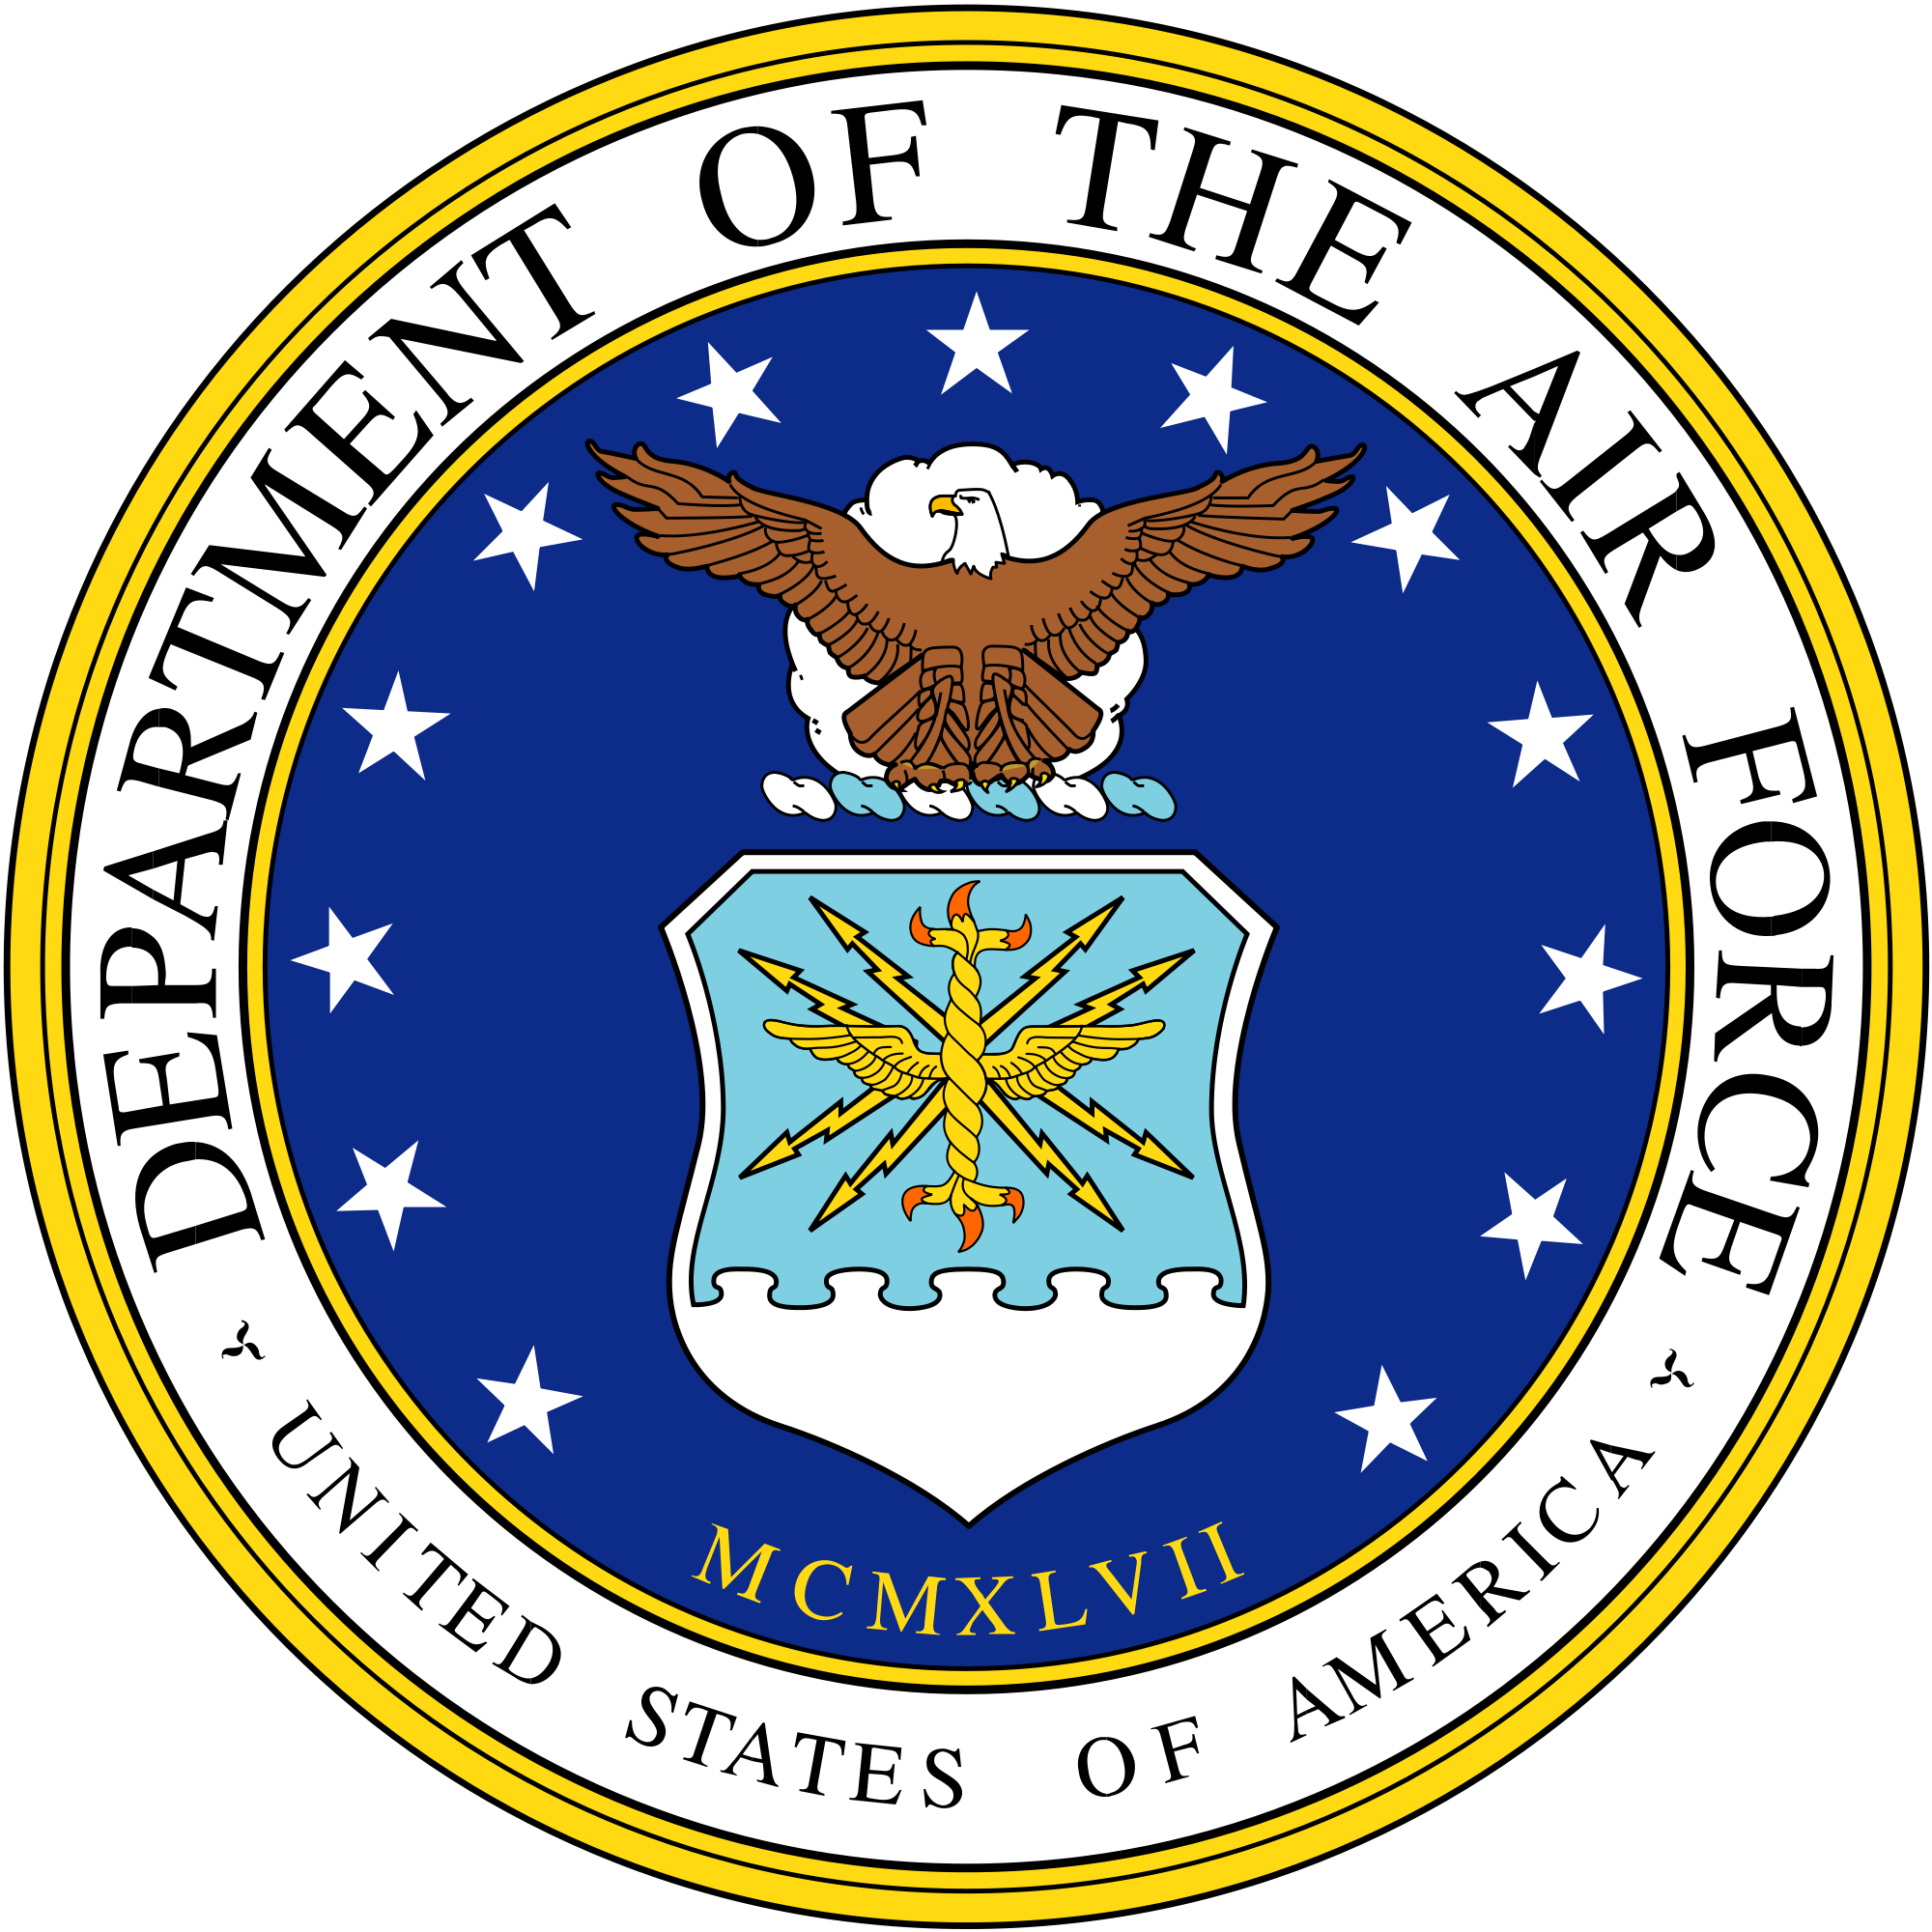 DEPARTMENT OF THE AIR FORCE
MCMXLVII
UNITED STATES OF AMERICA